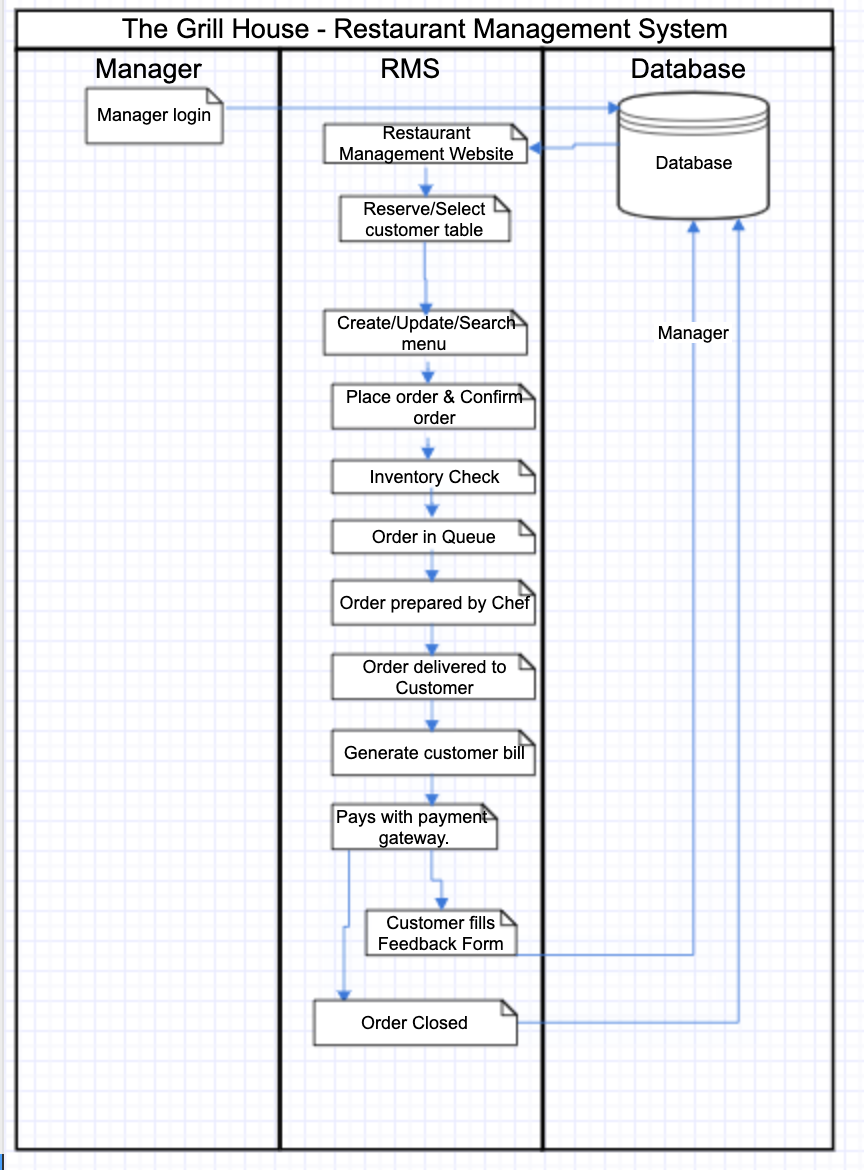 The Grill House - Restaurant Management System
Manager
RMS
Database
Manager login
Restaurant
Management Website
Database
Reserve/Select
customer table
Create/Update/Search
menu
Manager
Place order & Confirm
order
Inventory Check
Order in Queue
Order prepared by Chef
Order delivered to
Customer
Generate customer bill
Pays with payment
gateway.
Customer fills
Feedback Form
Order Closed